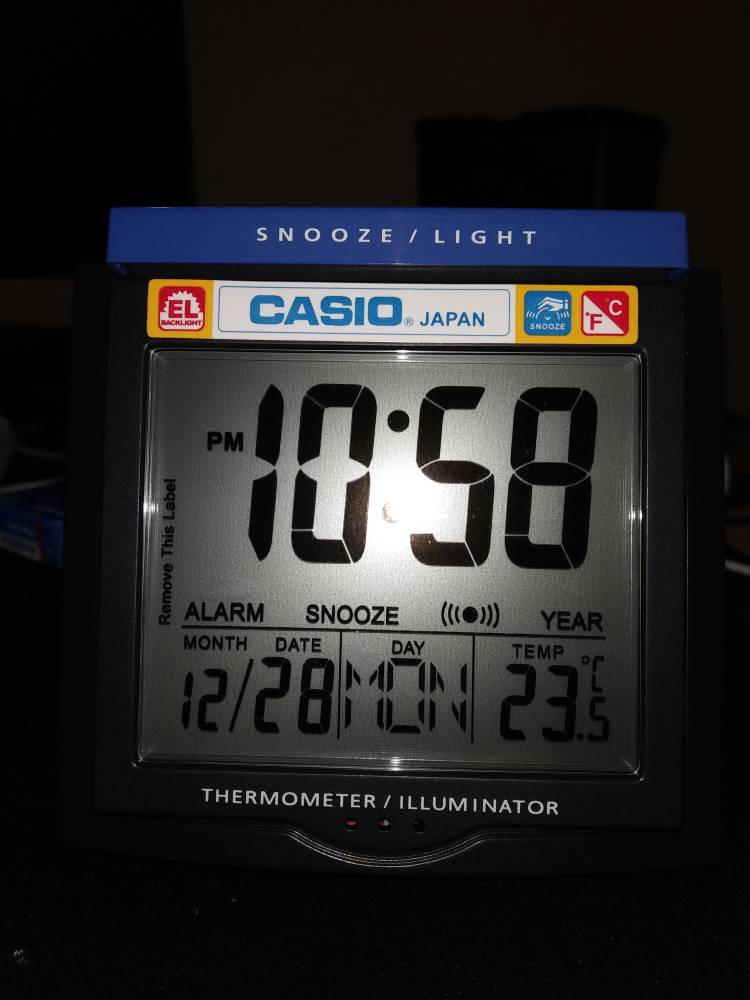 SNOOZE / LIGHT
EL BACKLIGHT CASIO® JAPAN SNOOZE °F °C
PM 10:58
Remove This Label
ALARM SNOOZE (((●))) YEAR
MONTH DATE DAY TEMP
12/28 MON 23.5 °C
THERMOMETER / ILLUMINATOR